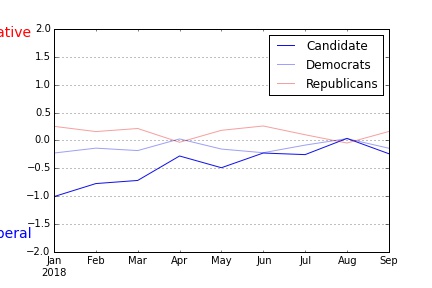 ative
beral
2.0
1.5
1.0
0.5
0.0
−0.5
−1.0
−1.5
−2.0
Candidate
Democrats
Republicans
Jan Feb Mar Apr May Jun Jul Aug Sep
2018